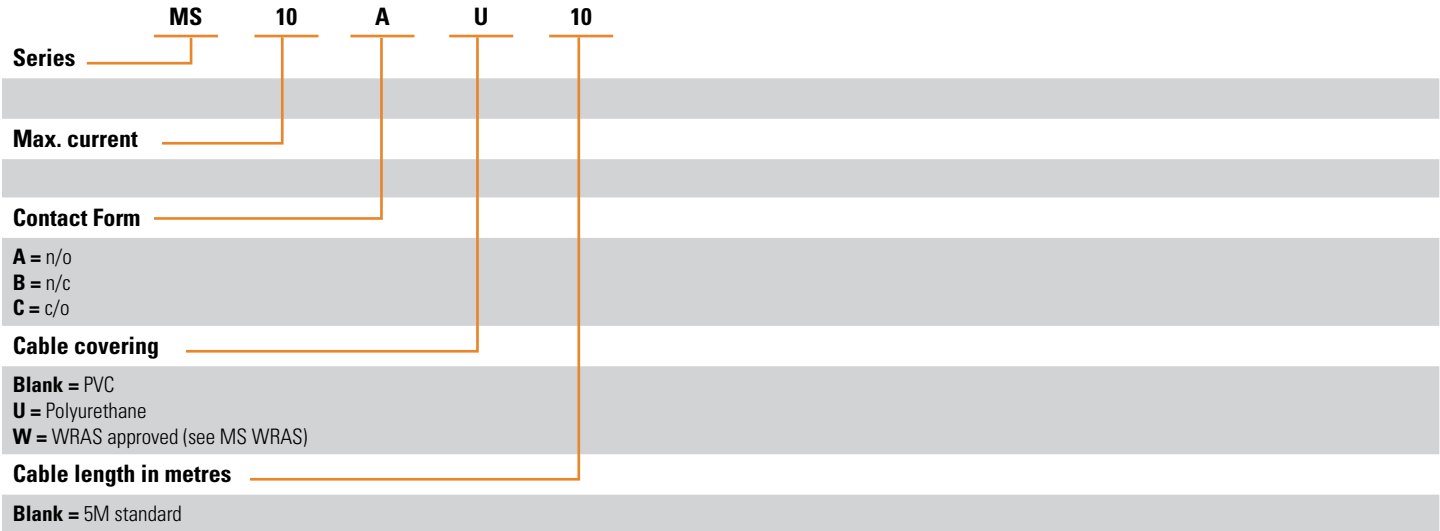 MS 10 A U 10
Series
Max. current
Contact Form
A = n/o
B = n/c
C = c/o
Cable covering
Blank = PVC
U = Polyurethane
W = WRAS approved (see MS WRAS)
Cable length in metres
Blank = 5M standard